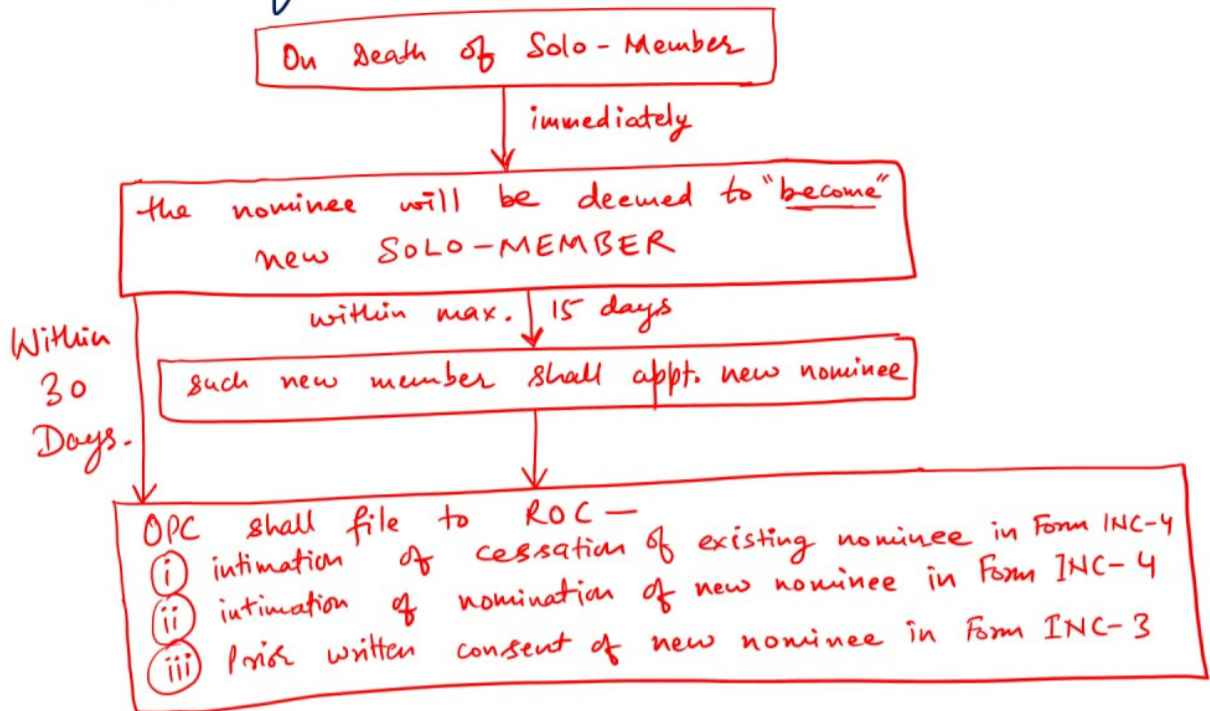 On Death of Solo-Member
immediately
the nominee will be deemed to "become"
new SOLO-MEMBER
within max. 15 days
Within
30
Days.
such new member shall appt. new nominee
OPC shall file to ROC —
(i) intimation of cessation of existing nominee in Form INC-4
(ii) intimation of nomination of new nominee in Form INC-4
(iii) Prior written consent of new nominee in Form INC-3